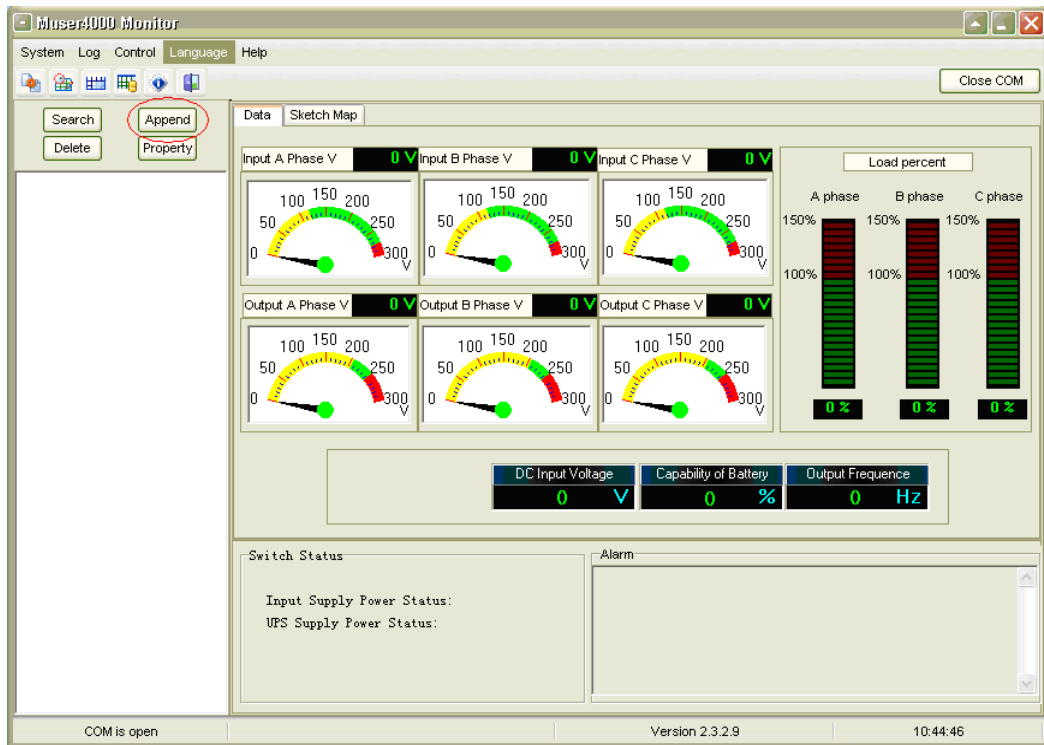 Muser4000 Monitor
System Log Control Language Help
Close COM
Search Append
Delete Property
Data Sketch Map
Input A Phase V 0 V Input B Phase V 0 V Input C Phase V 0 V
0 50 100 150 200 250 300 V
0 50 100 150 200 250 300 V
0 50 100 150 200 250 300 V
Output A Phase V 0 V Output B Phase V 0 V Output C Phase V 0 V
0 50 100 150 200 250 300 V
0 50 100 150 200 250 300 V
0 50 100 150 200 250 300 V
Load percent
A phase B phase C phase
150% 150% 150%
100% 100% 100%
0 % 0 % 0 %
DC Input Voltage Capability of Battery Output Frequence
0 V 0 % 0 Hz
Switch Status
Input Supply Power Status:
UPS Supply Power Status:
Alarm
COM is open Version 2.3.2.9 10:44:46